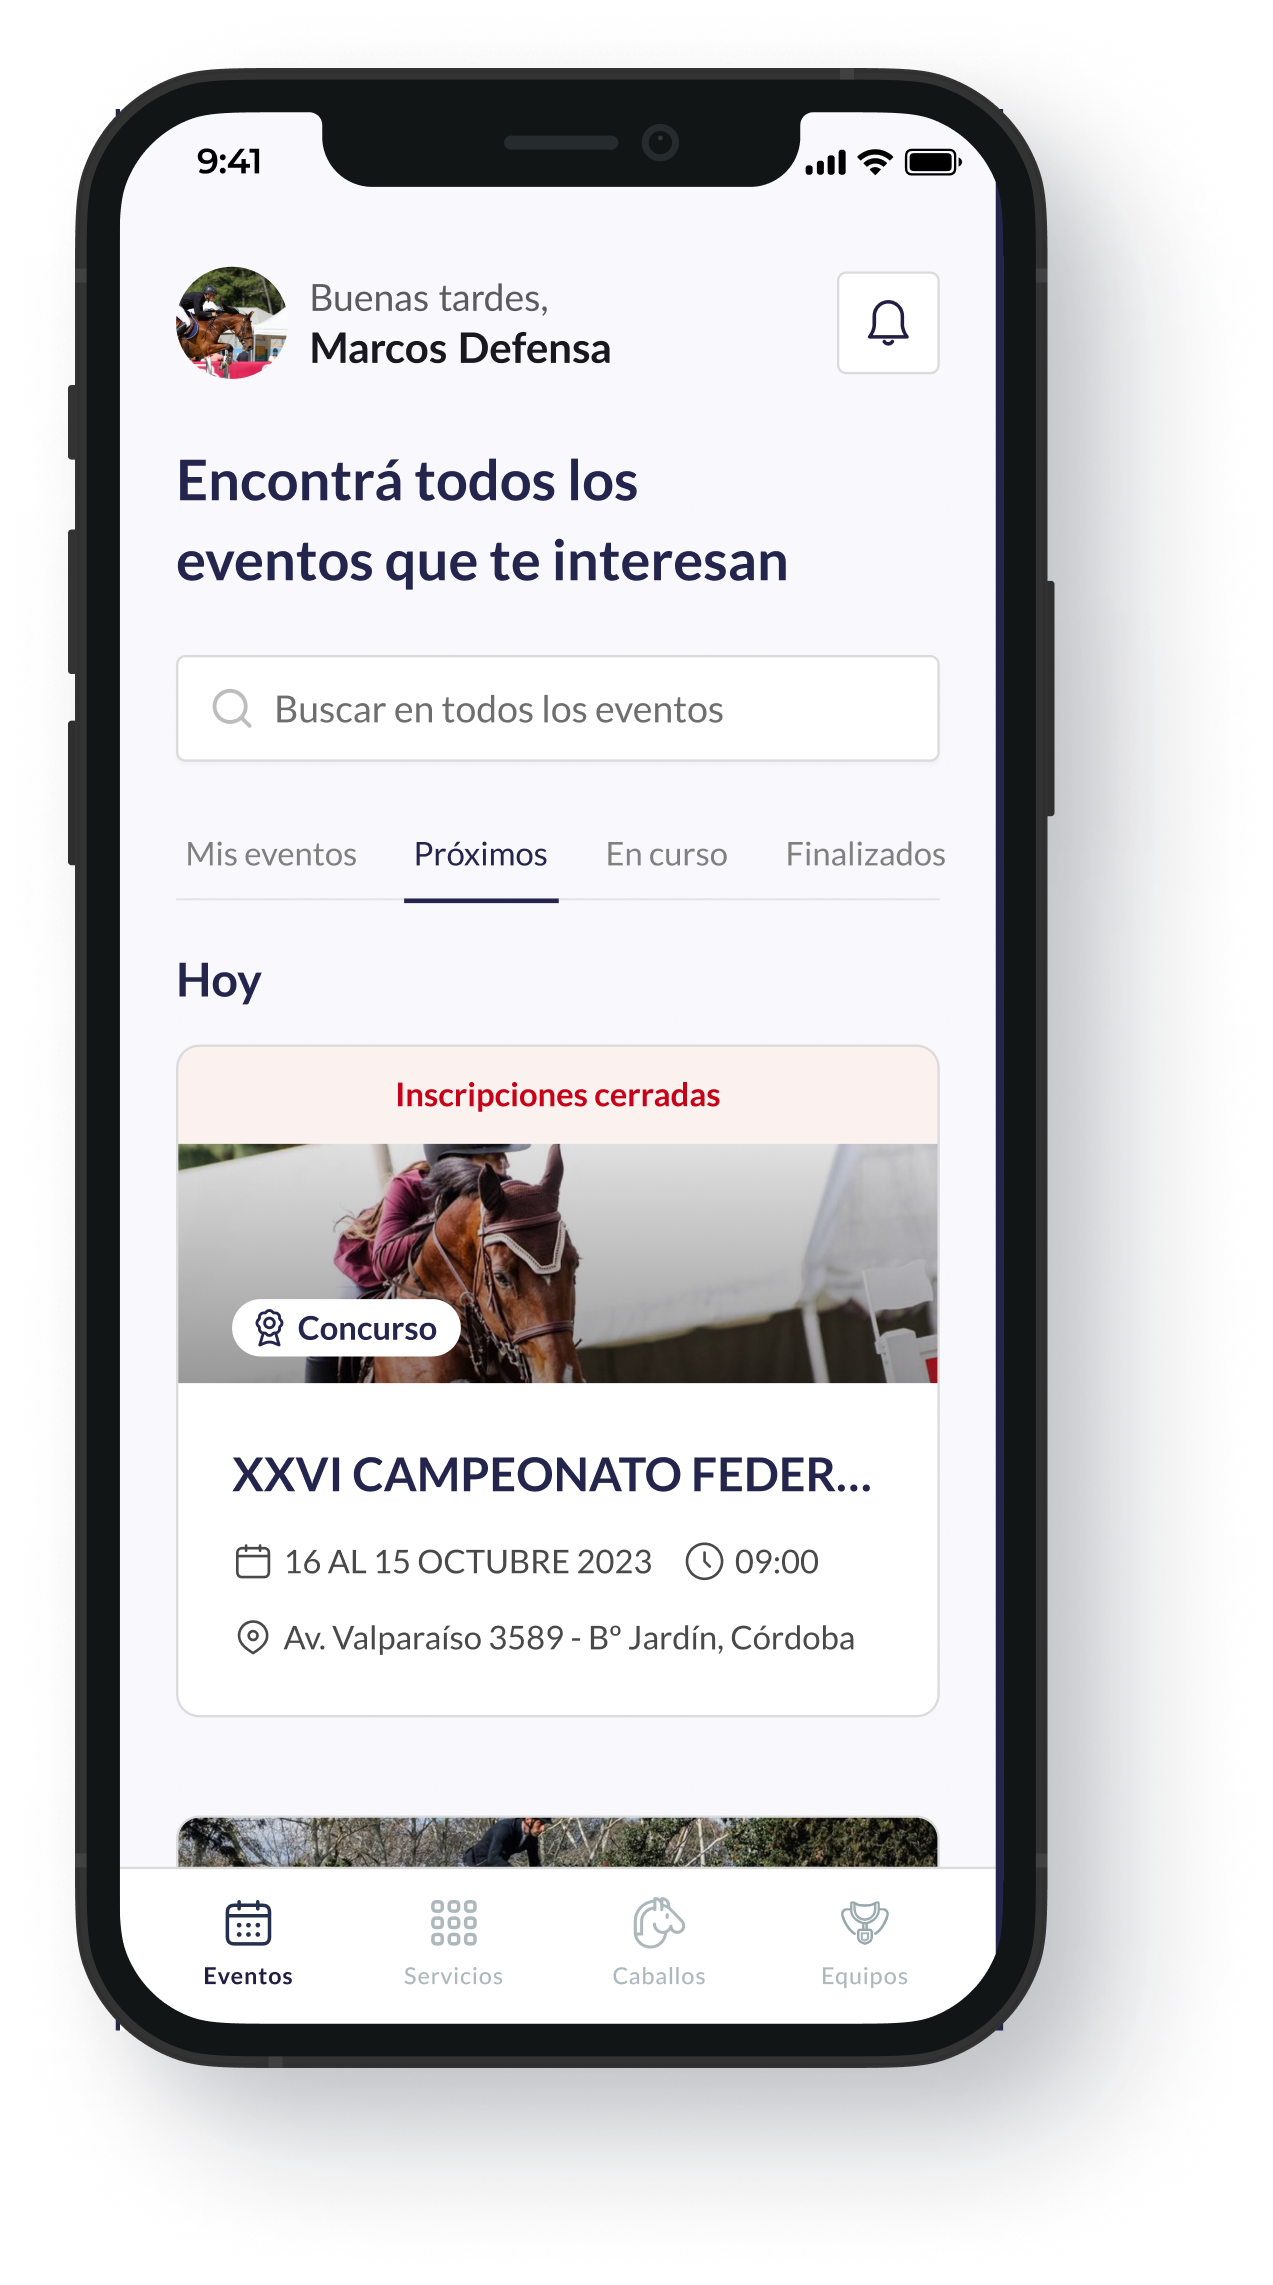 9:41
Buenas tardes,
Marcos Defensa
Encontrá todos los
eventos que te interesan
Buscar en todos los eventos
Mis eventos Próximos En curso Finalizados
Hoy
Inscripciones cerradas
Concurso
XXVI CAMPEONATO FEDER...
16 AL 15 OCTUBRE 2023 09:00
Av. Valparaíso 3589 - Bº Jardín, Córdoba
Eventos Servicios Caballos Equipos